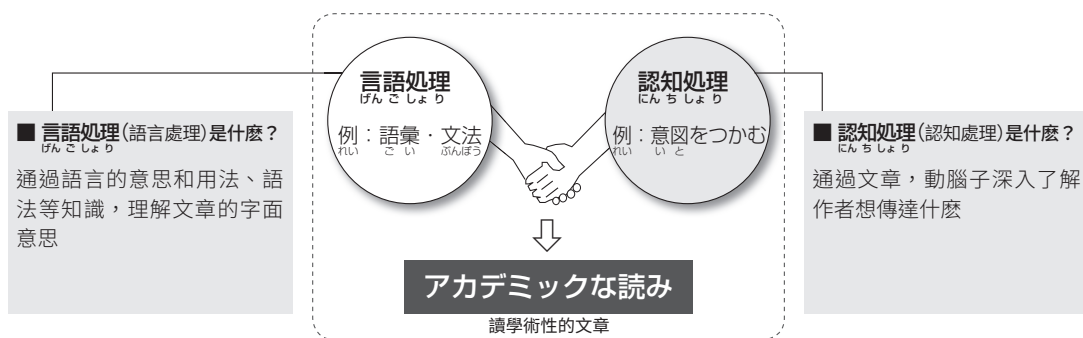 言語処理
げんごしょり
例：語彙・文法
れい ごい ぶんぽう
認知処理
にんちしょり
例：意図をつかむ
れい いと
■ 言語処理(語言處理)是什麽？
げんごしょり
通過語言的意思和用法、語
法等知識，理解文章的字面
意思
■ 認知処理(認知處理)是什麽？
にんちしょり
通過文章，動腦子深入了解
作者想傳達什麽
アカデミックな読み
讀學術性的文章